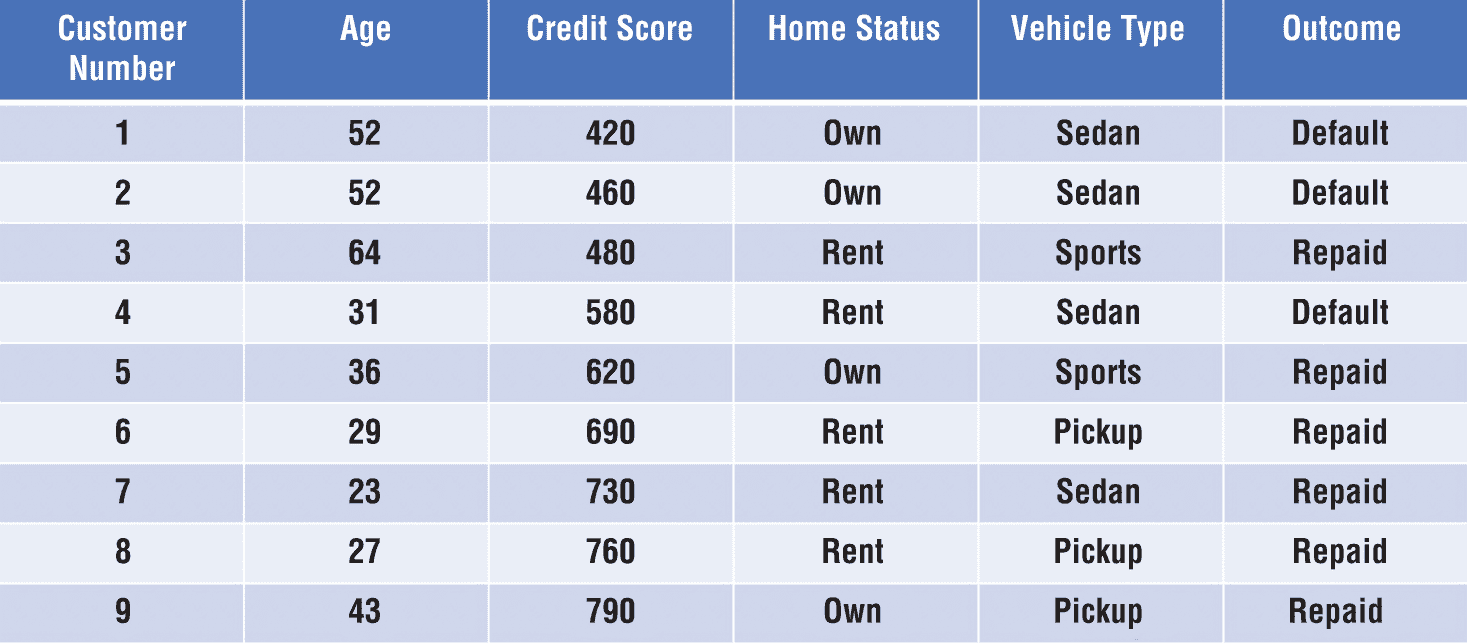 Customer Number Age Credit Score Home Status Vehicle Type Outcome
1 52 420 Own Sedan Default
2 52 460 Own Sedan Default
3 64 480 Rent Sports Repaid
4 31 580 Rent Sedan Default
5 36 620 Own Sports Repaid
6 29 690 Rent Pickup Repaid
7 23 730 Rent Sedan Repaid
8 27 760 Rent Pickup Repaid
9 43 790 Own Pickup Repaid